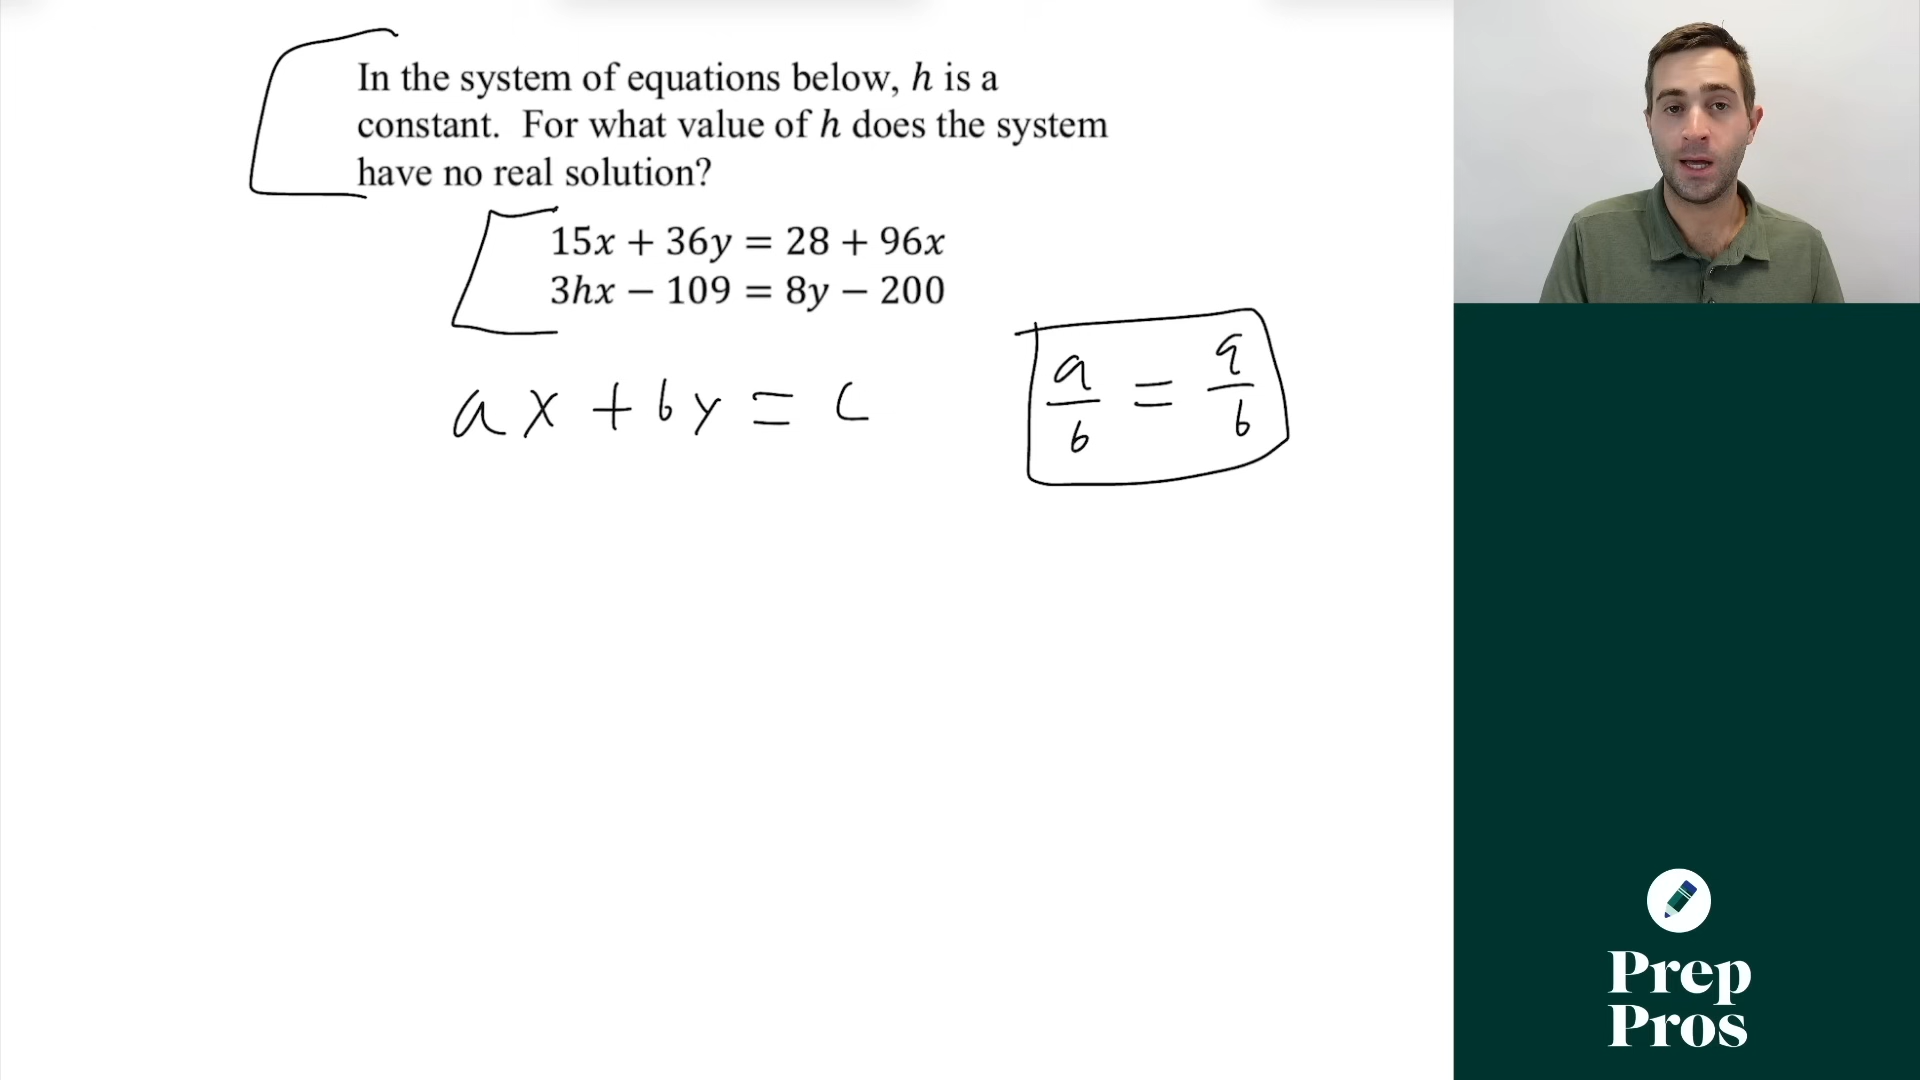 In the system of equations below, h is a
constant. For what value of h does the system
have no real solution?
15x + 36y = 28 + 96x
3hx − 109 = 8y − 200
ax + by = c
a/b = a/b
Prep
Pros